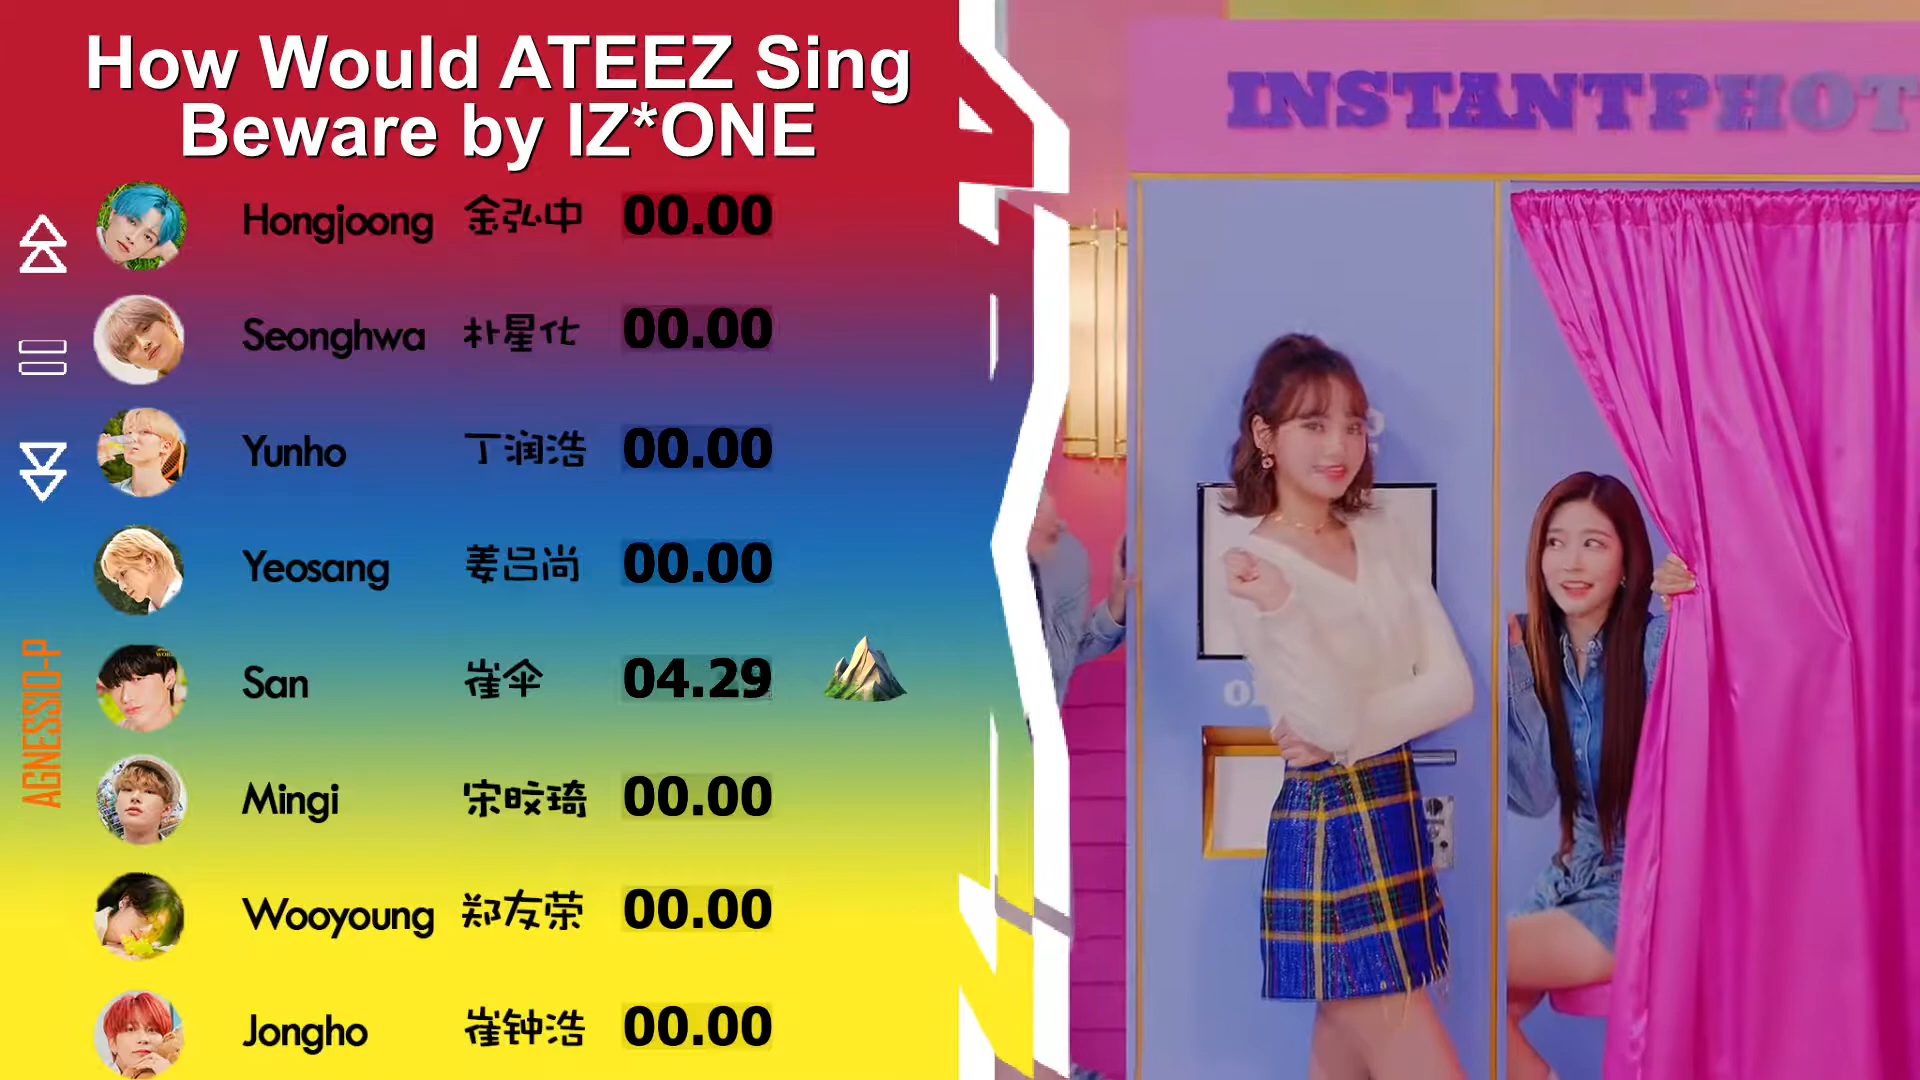 How Would ATEEZ Sing
Beware by IZ*ONE
INSTANTPHOT
Hongjoong 金弘中 00.00
Seonghwa 朴星化 00.00
Yunho 丁润浩 00.00
Yeosang 姜吕尚 00.00
San 崔伞 04.29
Mingi 宋旼琦 00.00
Wooyoung 郑友荣 00.00
Jongho 崔钟浩 00.00
AGNESSIO-P